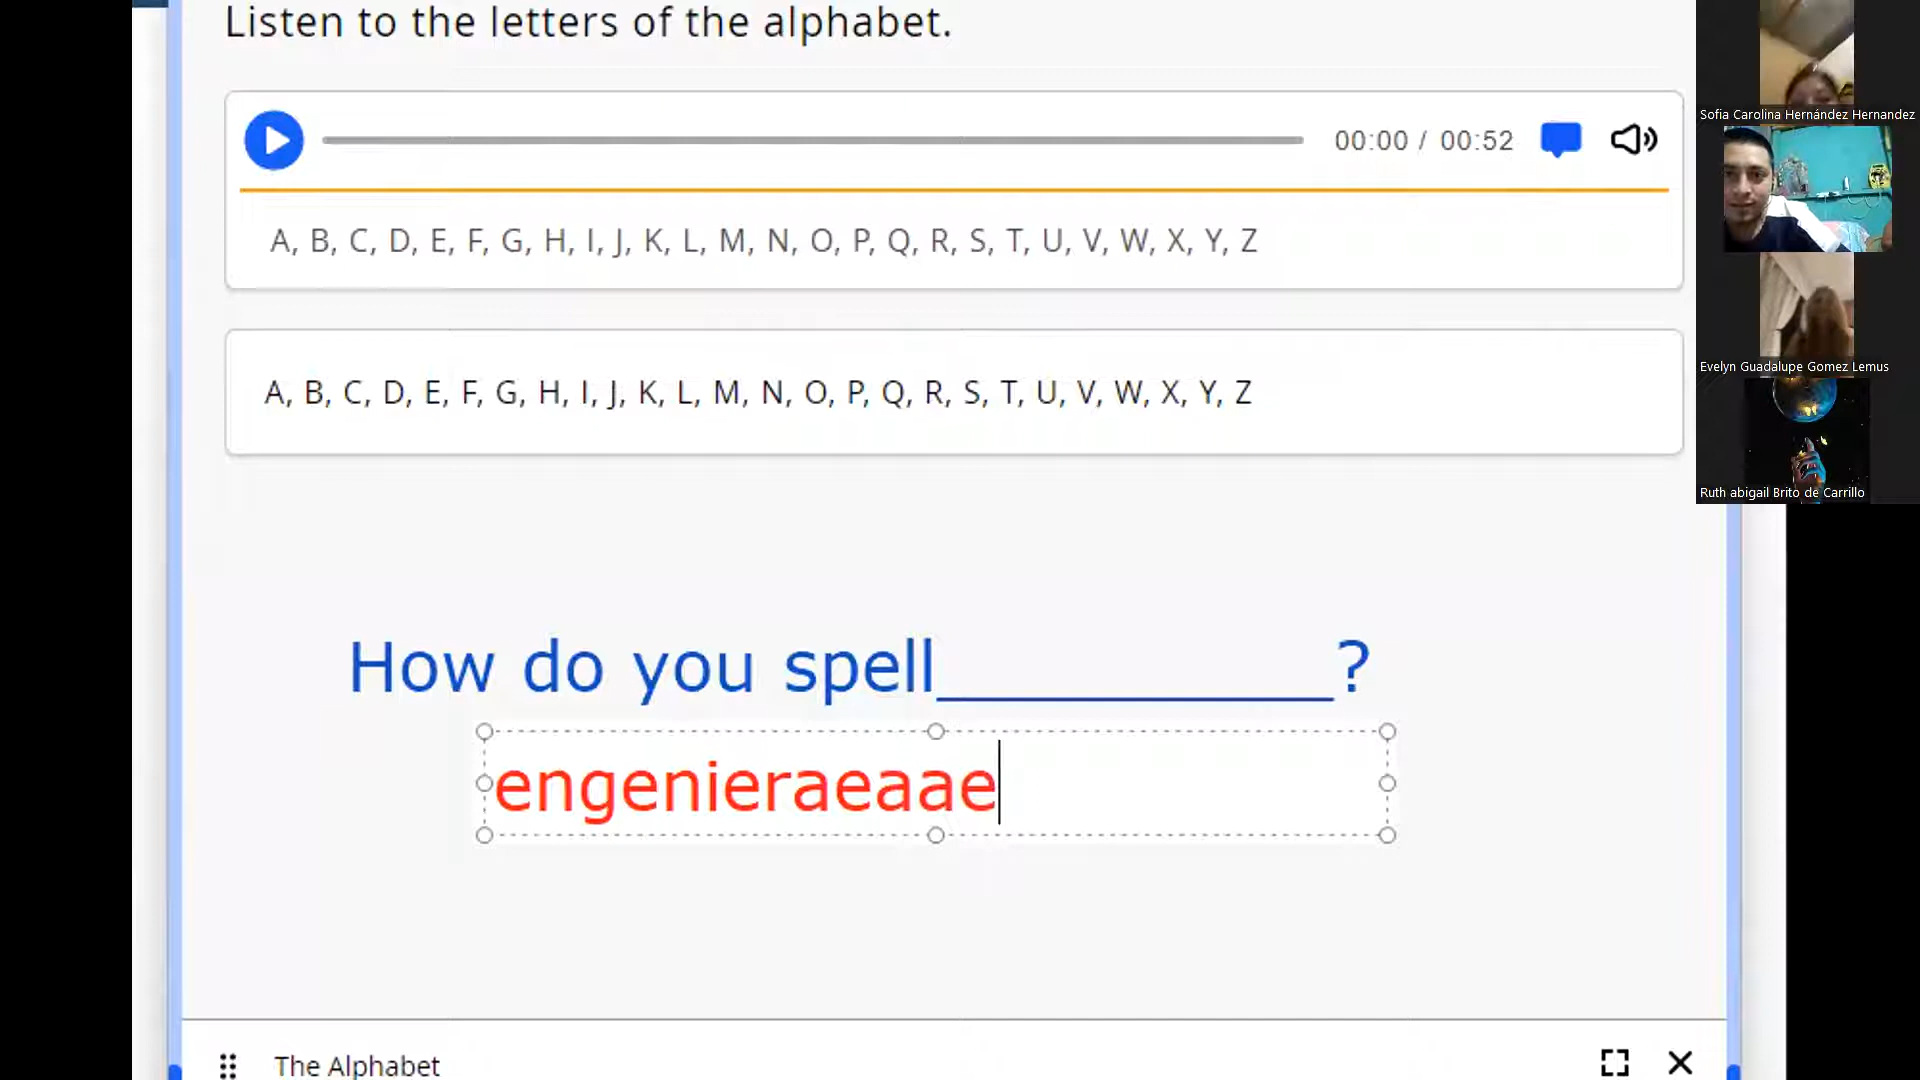 Listen to the letters of the alphabet.
00:00 / 00:52
A, B, C, D, E, F, G, H, I, J, K, L, M, N, O, P, Q, R, S, T, U, V, W, X, Y, Z
A, B, C, D, E, F, G, H, I, J, K, L, M, N, O, P, Q, R, S, T, U, V, W, X, Y, Z
How do you spell___________?
engenieraeaae
The Alphabet
Sofia Carolina Hernández Hernandez
Evelyn Guadalupe Gomez Lemus
Ruth abigail Brito de Carrillo